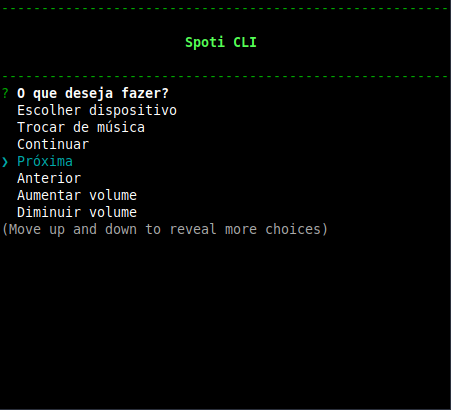 Spoti CLI
? O que deseja fazer?
Escolher dispositivo
Trocar de música
Continuar
❯ Próxima
Anterior
Aumentar volume
Diminuir volume
(Move up and down to reveal more choices)